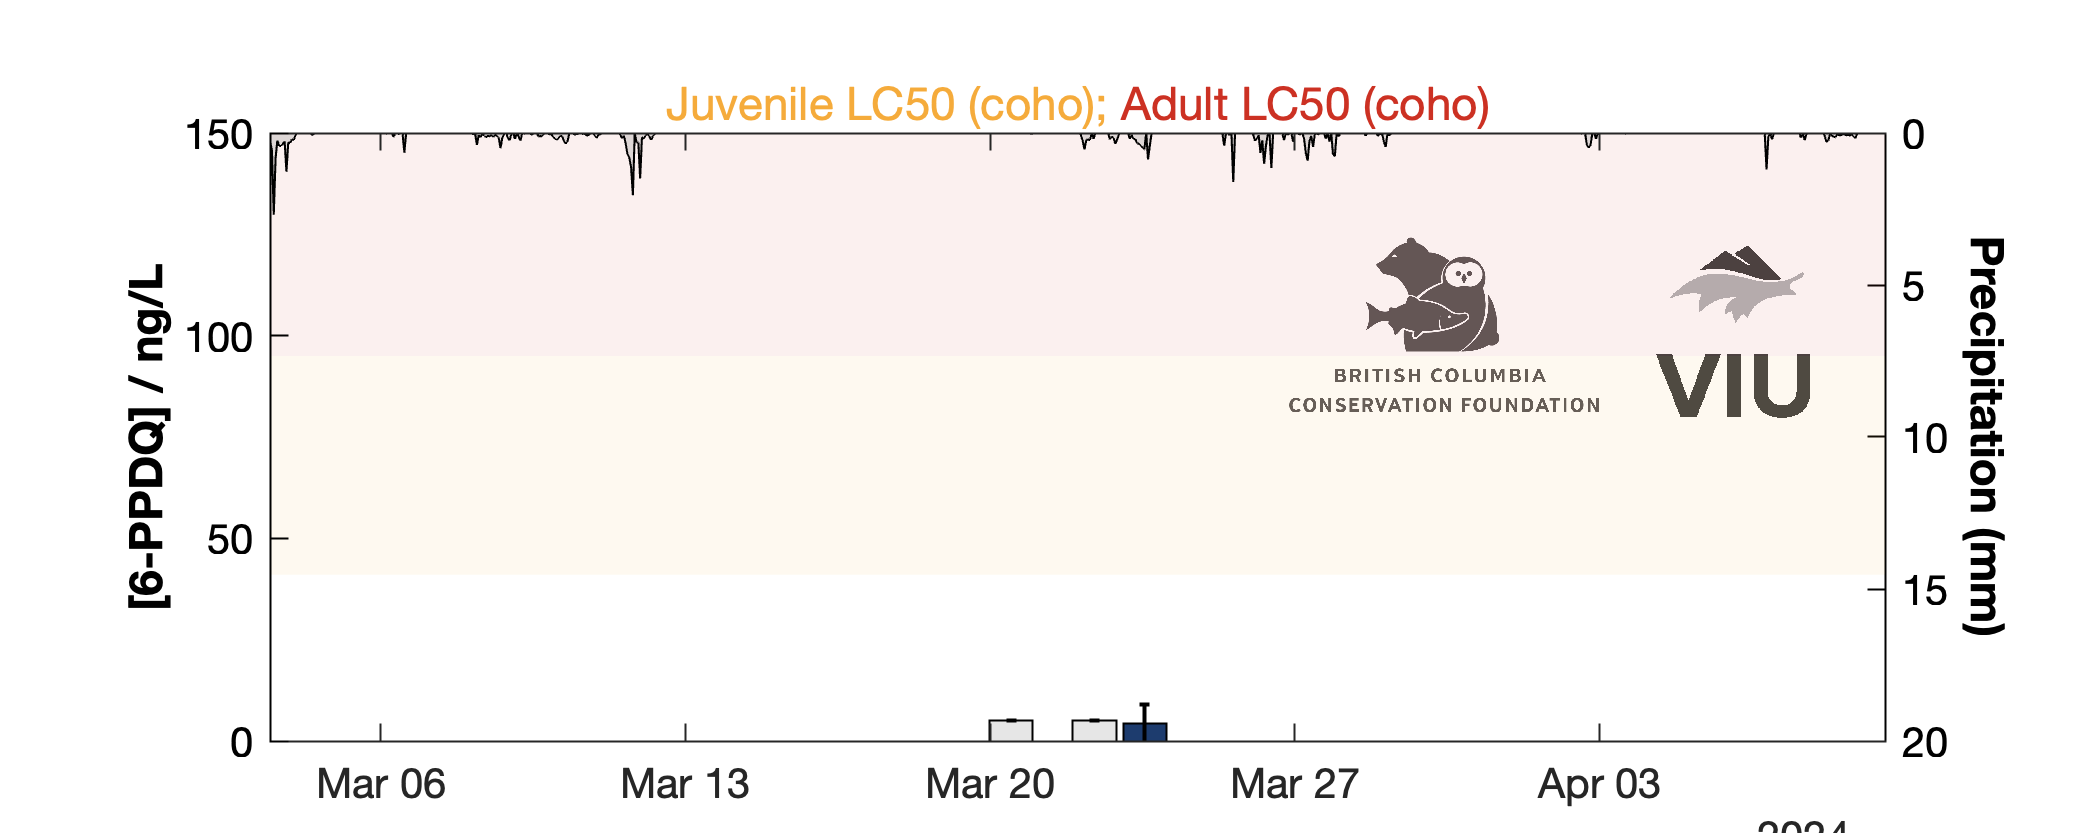 Juvenile LC50 (coho); Adult LC50 (coho)
150
100
50
0
[6-PPDQ] / ng/L
0
5
10
15
20
Precipitation (mm)
BRITISH COLUMBIA
CONSERVATION FOUNDATION
VIU
Mar 06
Mar 13
Mar 20
Mar 27
Apr 03